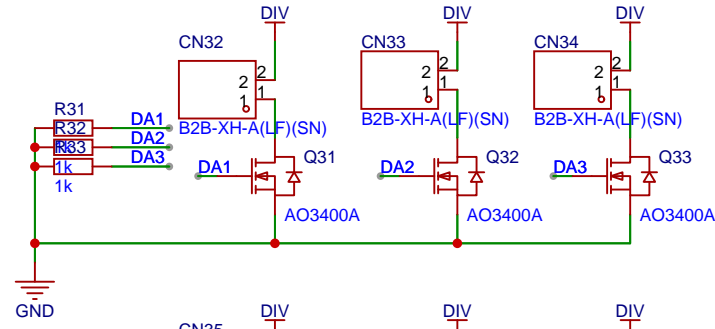 DIV DIV DIV
CN32 CN33 CN34
2 2 2 2 2 2
1 1 1 1 1 1
B2B-XH-A(LF)(SN) B2B-XH-A(LF)(SN) B2B-XH-A(LF)(SN)
R31
DA1
R32
DA2
R33
DA3
1k
1k
DA1 Q31 DA2 Q32 DA3 Q33
AO3400A AO3400A AO3400A
GND
DIV DIV DIV
CN35